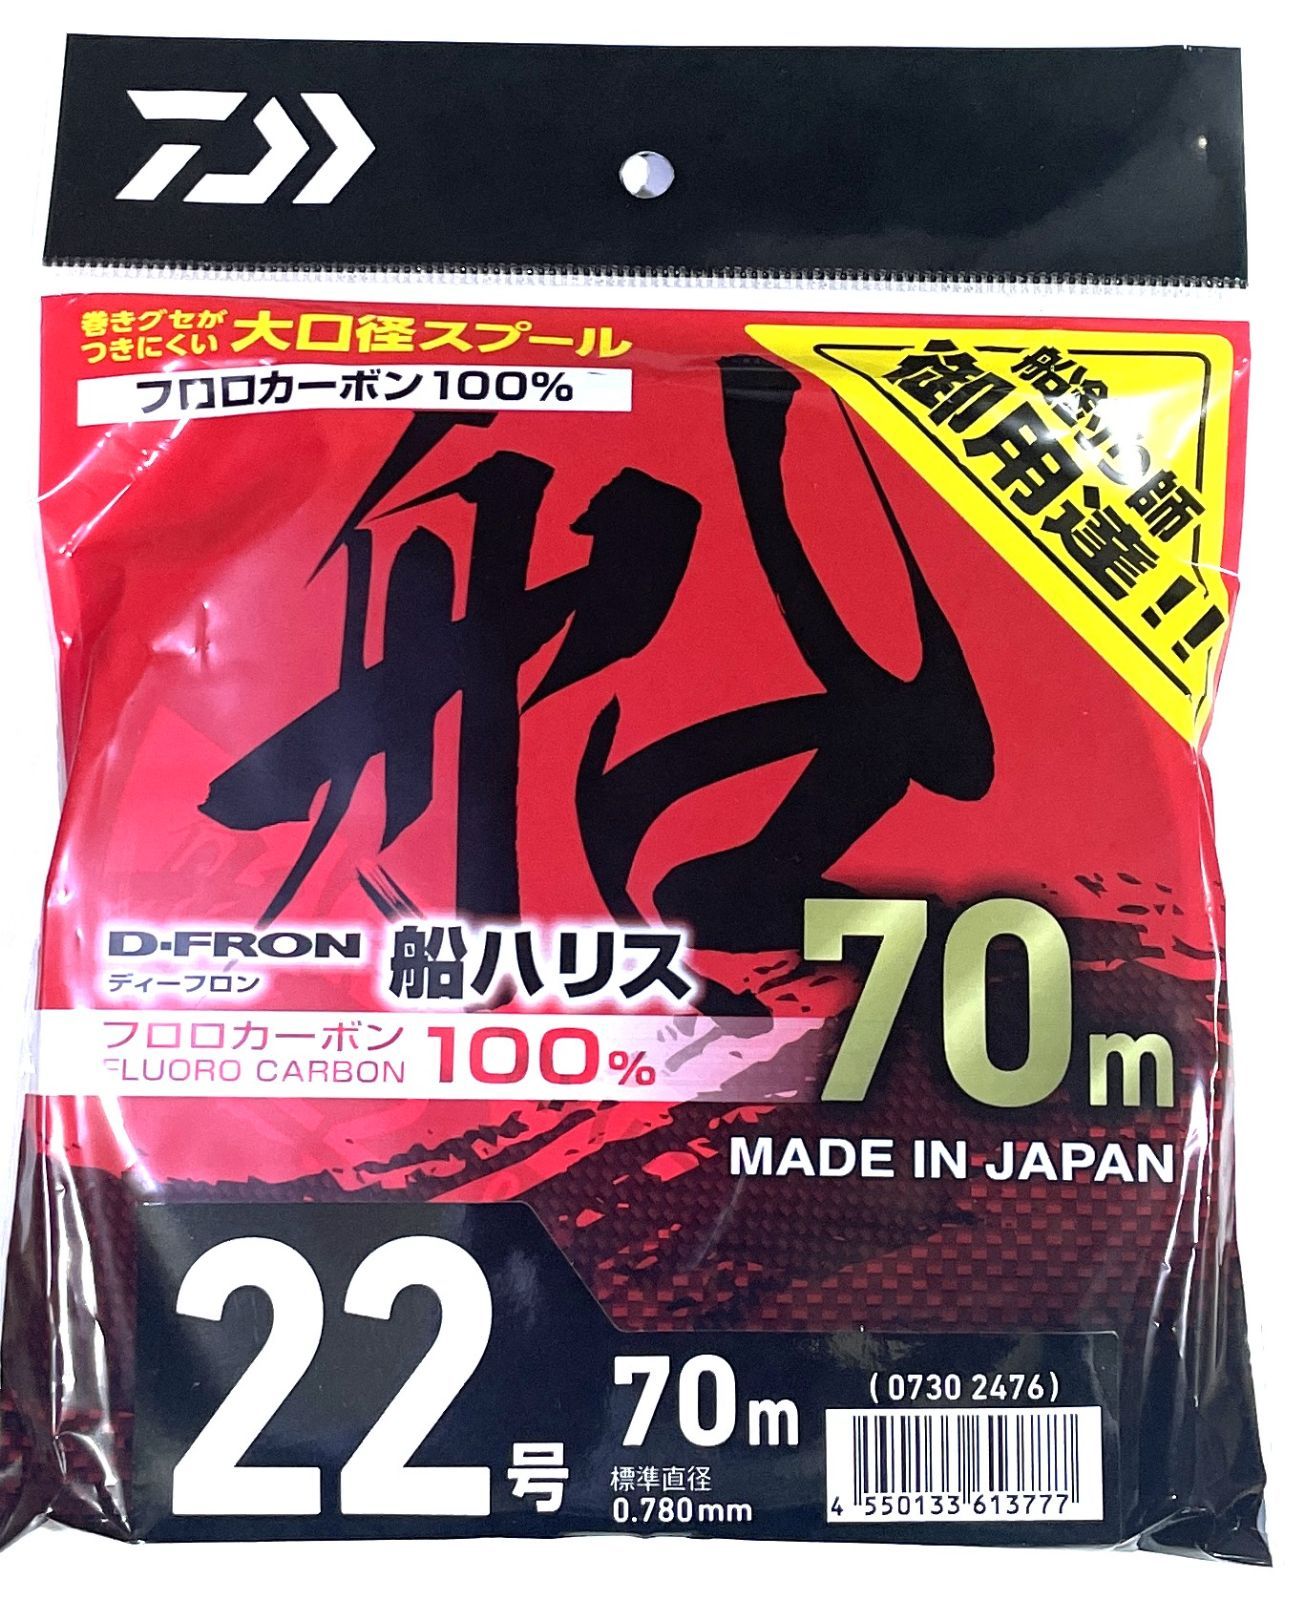 巻きグセが
つきにくい 大口径スプール
フロロカーボン100%
船釣り師
御用達!!
船
D-FRON 船ハリス
ディーフロン
70m
フロロカーボン 100%
FLUORO CARBON
MADE IN JAPAN
22号
70m
標準直径
0.780mm
(0730 2476)
4 550133 613777